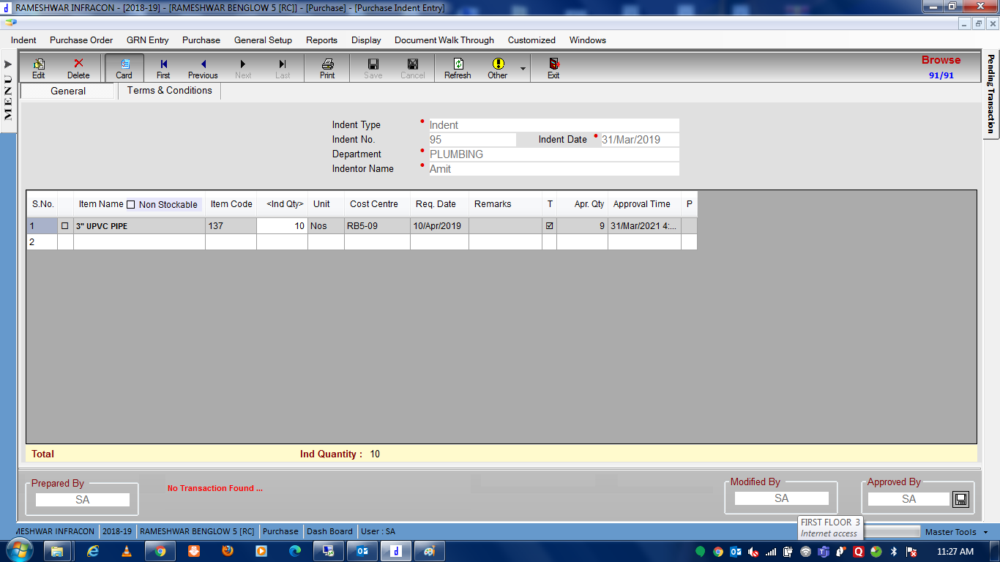 RAMESHWAR INFRACON - [2018-19] - [RAMESHWAR BENGLOW 5 [RC]] - [Purchase] - [Purchase Indent Entry]
Indent Purchase Order GRN Entry Purchase General Setup Reports Display Document Walk Through Customized Windows
MENU
Edit Delete Card First Previous Next Last Print Save Cancel Refresh Other Exit
Browse
91/91
Pending Transaction
General Terms & Conditions
Indent Type Indent
Indent No. 95 Indent Date 31/Mar/2019
Department PLUMBING
Indentor Name Amit
S.No. Item Name Non Stockable Item Code <Ind Qty> Unit Cost Centre Req. Date Remarks T Apr. Qty Approval Time P
1 3" UPVC PIPE 137 10 Nos RB5-09 10/Apr/2019 9 31/Mar/2021 4:...
2
Total Ind Quantity : 10
Prepared By
SA
No Transaction Found ...
Modified By
SA
Approved By
SA
MESHWAR INFRACON 2018-19 RAMESHWAR BENGLOW 5 [RC] Purchase Dash Board User : SA
FIRST FLOOR 3
Internet access
Master Tools
11:27 AM